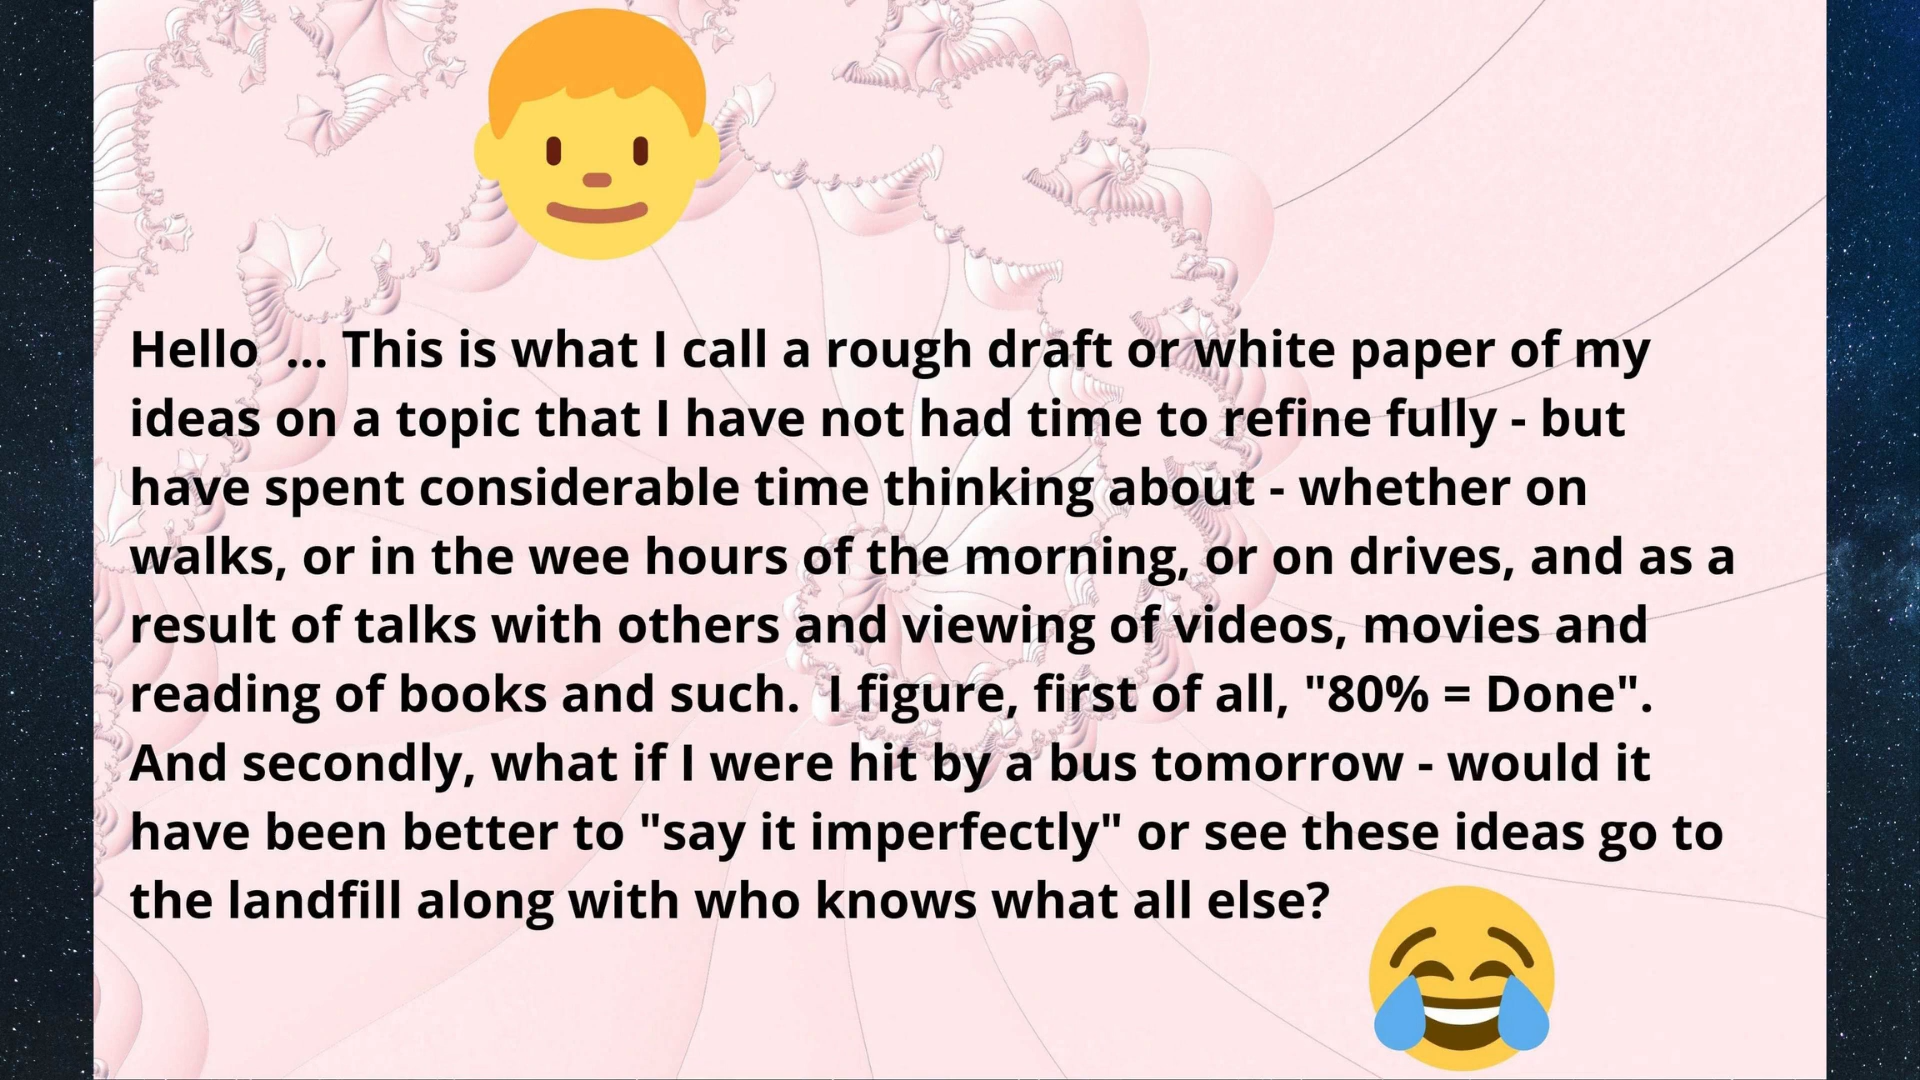 Hello  ... This is what I call a rough draft or white paper of my
ideas on a topic that I have not had time to refine fully - but
have spent considerable time thinking about - whether on
walks, or in the wee hours of the morning, or on drives, and as a
result of talks with others and viewing of videos, movies and
reading of books and such.  I figure, first of all, "80% = Done".
And secondly, what if I were hit by a bus tomorrow - would it
have been better to "say it imperfectly" or see these ideas go to
the landfill along with who knows what all else?